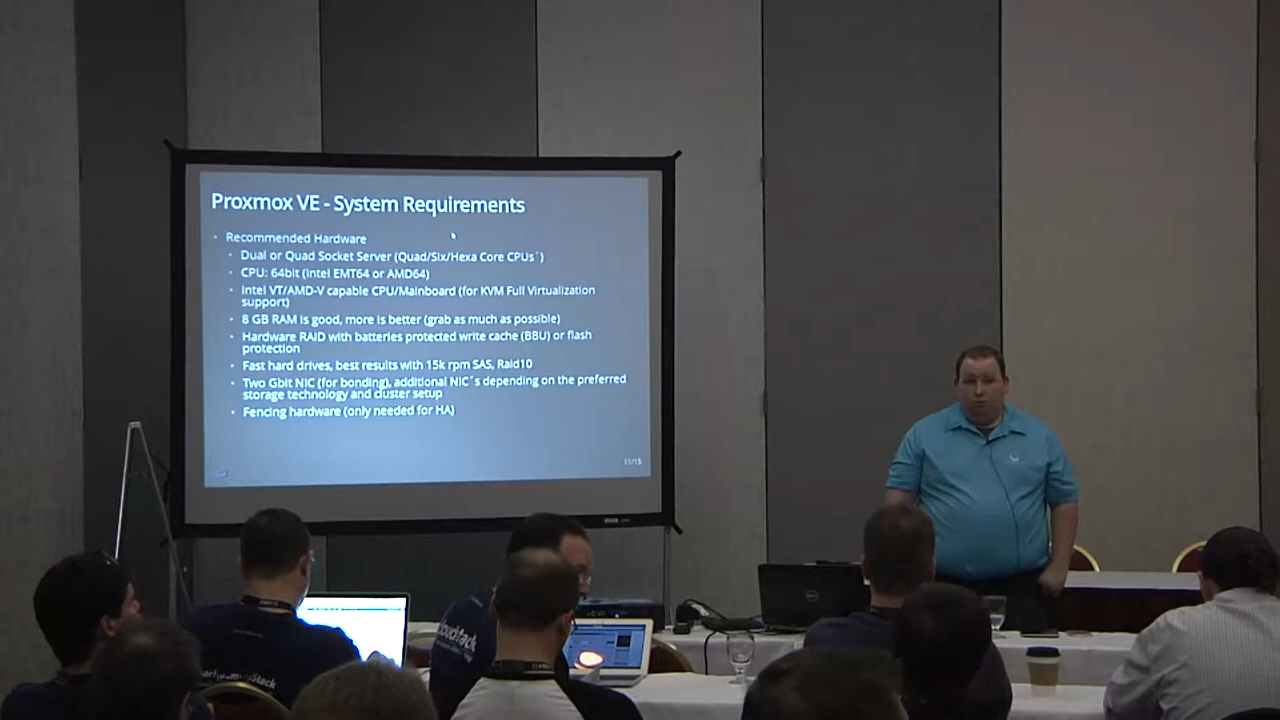 Proxmox VE - System Requirements
Recommended Hardware
Dual or Quad Socket Server (Quad/Six/Hexa Core CPUs´)
CPU: 64bit (Intel EMT64 or AMD64)
Intel VT/AMD-V capable CPU/Mainboard (for KVM Full Virtualization
support)
8 GB RAM is good, more is better (grab as much as possible)
Hardware RAID with batteries protected write cache (BBU) or flash
protection
Fast hard drives, best results with 15k rpm SAS, Raid10
Two Gbit NIC (for bonding), additional NIC´s depending on the preferred
storage technology and cluster setup
Fencing hardware (only needed for HA)
11/15
DELL